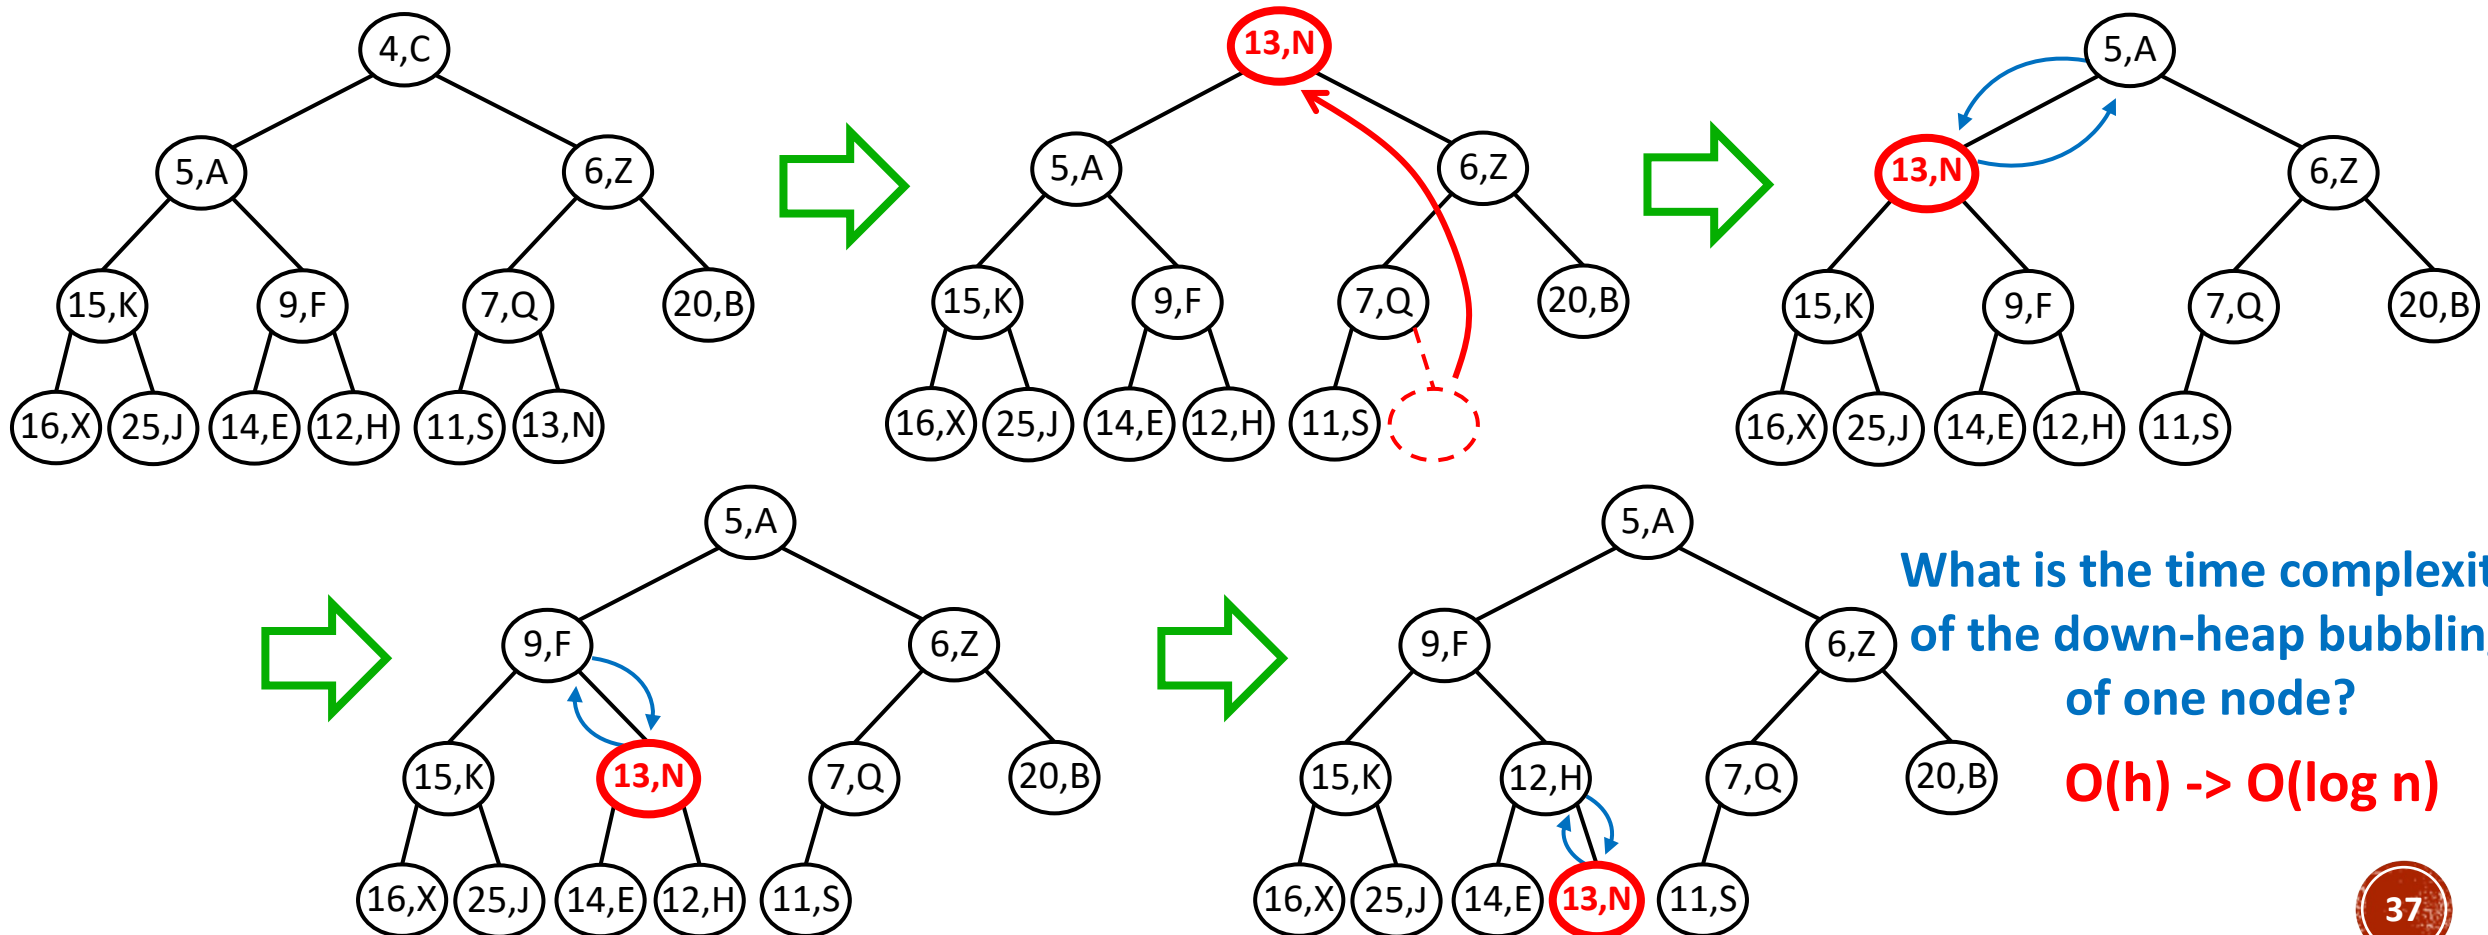 4,C
5,A
6,Z
15,K
9,F
7,Q
20,B
16,X
25,J
14,E
12,H
11,S
13,N
13,N
5,A
6,Z
15,K
9,F
7,Q
20,B
16,X
25,J
14,E
12,H
11,S
5,A
13,N
6,Z
15,K
9,F
7,Q
20,B
16,X
25,J
14,E
12,H
11,S
5,A
9,F
6,Z
15,K
13,N
7,Q
20,B
16,X
25,J
14,E
12,H
11,S
5,A
9,F
6,Z
15,K
12,H
7,Q
20,B
16,X
25,J
14,E
13,N
11,S
What is the time complexit
of the down-heap bubblin
of one node?
O(h) -> O(log n)
37